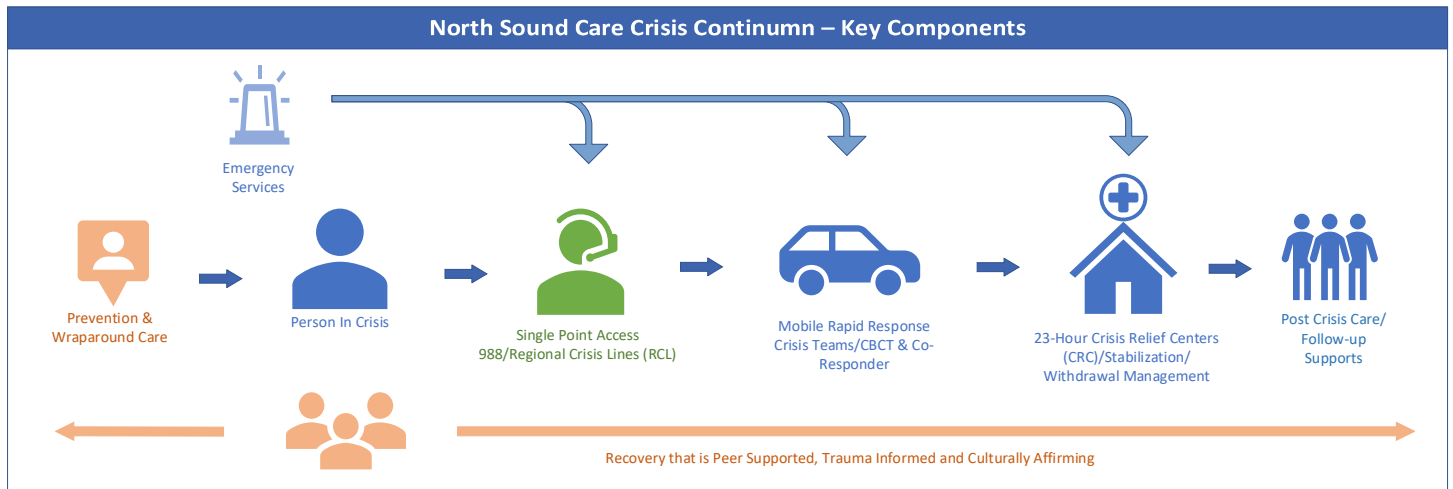 North Sound Care Crisis Continumn – Key Components
Emergency
Services
Prevention &
Wraparound Care
Person In Crisis
Single Point Access
988/Regional Crisis Lines (RCL)
Mobile Rapid Response
Crisis Teams/CBCT & Co-
Responder
23-Hour Crisis Relief Centers
(CRC)/Stabilization/
Withdrawal Management
Post Crisis Care/
Follow-up
Supports
Recovery that is Peer Supported, Trauma Informed and Culturally Affirming